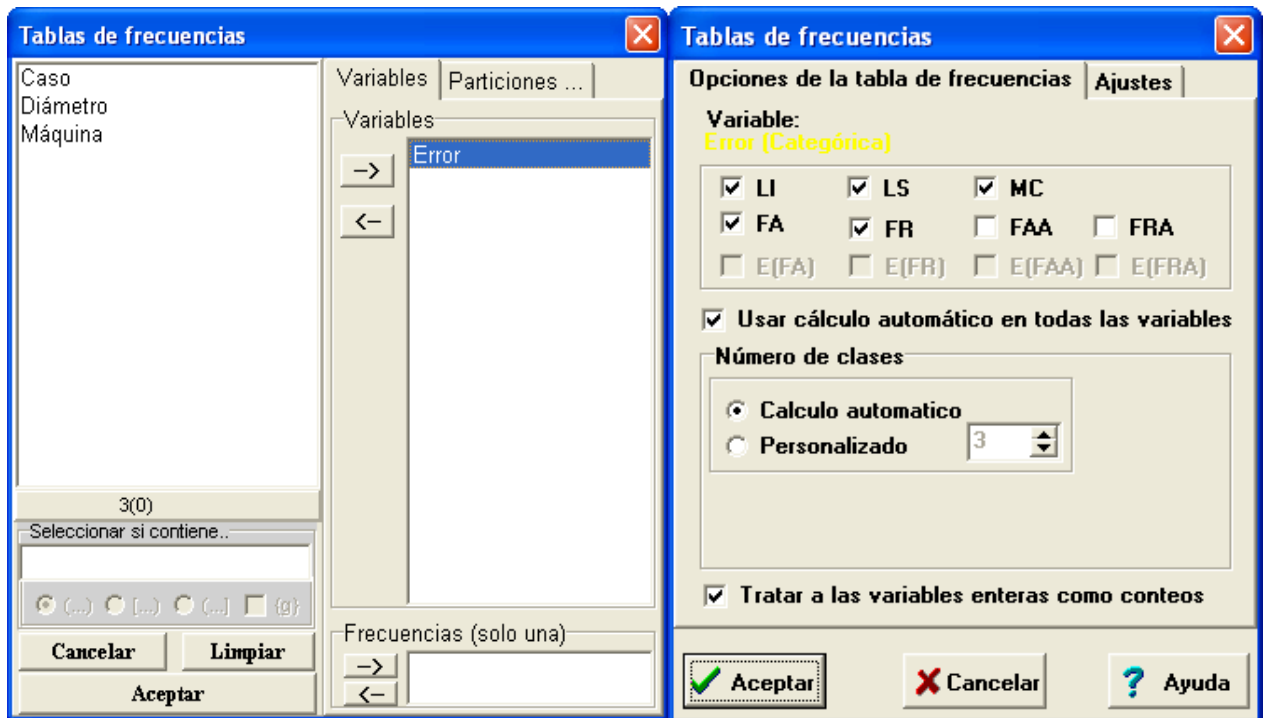 Tablas de frecuencias
Caso
Diámetro
Máquina
3(0)
Seleccionar si contiene..
(...) [...) (...] {g}
Cancelar Limpiar
Aceptar
Variables Particiones ...
Variables
-->
<--
Error
Frecuencias (solo una)
-->
<--
Tablas de frecuencias
Opciones de la tabla de frecuencias Ajustes
Variable:
Error (Categórica)
LI LS MC
FA FR FAA FRA
E(FA) E(FR) E(FAA) E(FRA)
Usar cálculo automático en todas las variables
Número de clases
Calculo automatico
Personalizado 3
Tratar a las variables enteras como conteos
Aceptar Cancelar ? Ayuda